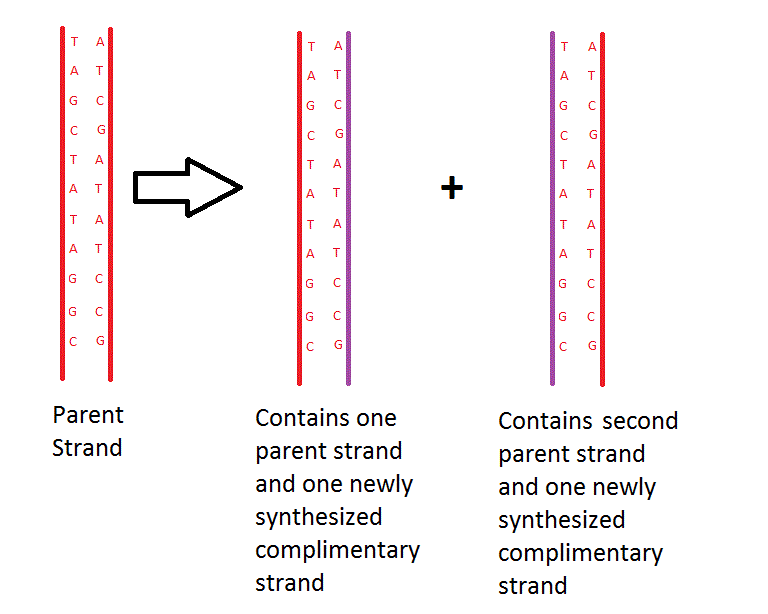 T A T A T A
A T A T A T
G C G C G C
C G C G C G
T A T A T A
A T A T A T
T A T A T A
A T A T A T
G C G C G C
G C G C G C
C G C G C G
+
Parent
Strand
Contains one
parent strand
and one newly
synthesized
complimentary
strand
Contains second
parent strand
and one newly
synthesized
complimentary
strand